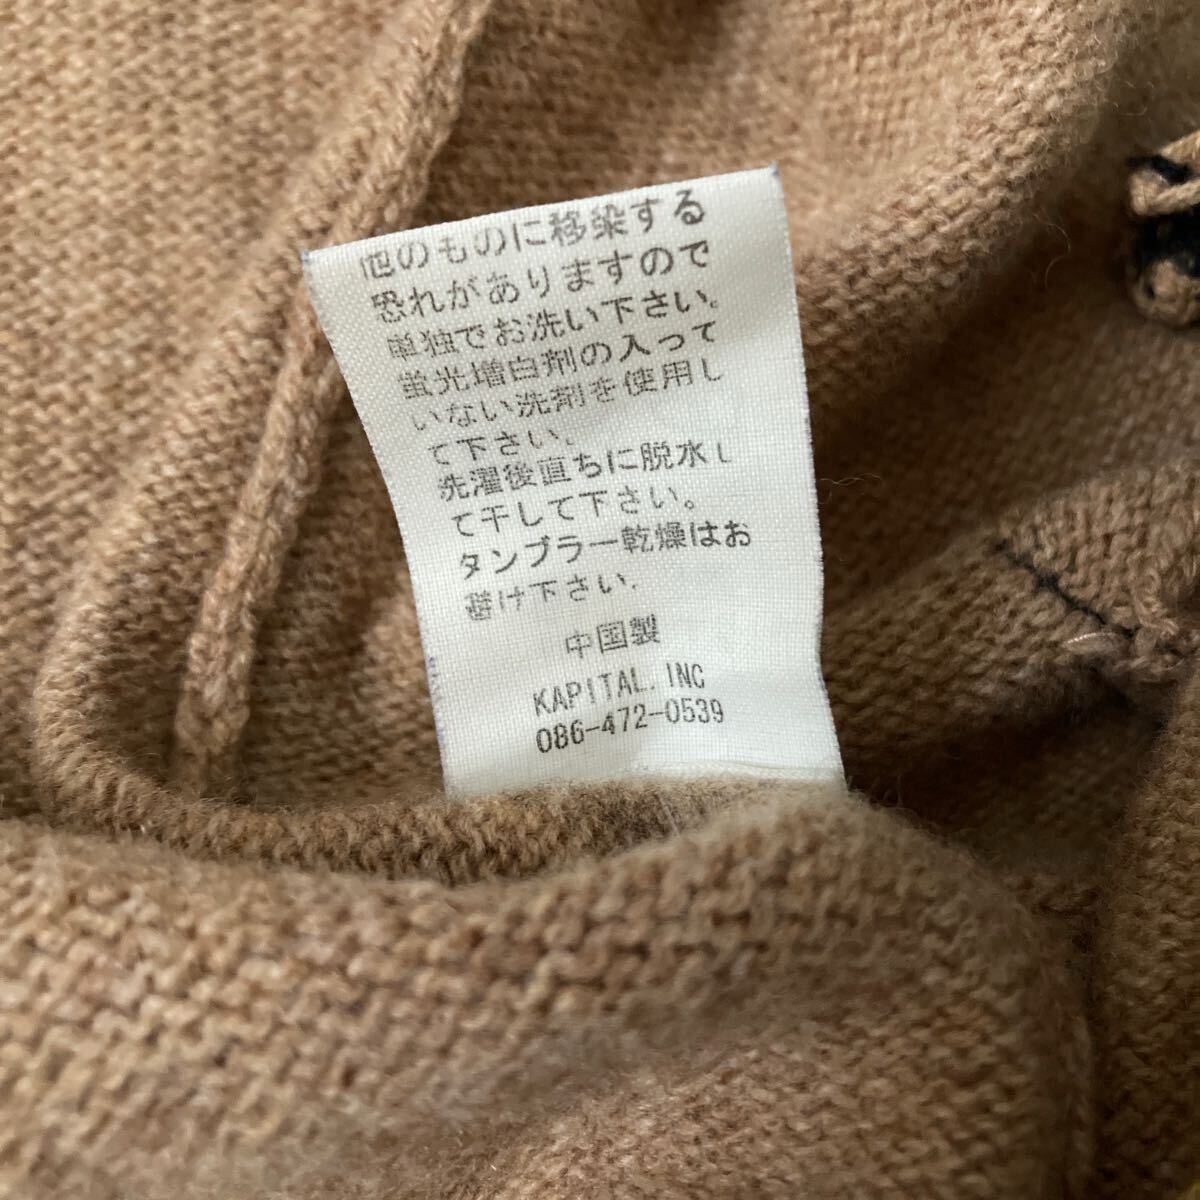 他のものに移染する
恐れがありますので
単独でお洗い下さい。
蛍光増白剤の入って
いない洗剤を使用し
て下さい。
洗濯後直ちに脱水し
て干して下さい。
タンブラー乾燥はお
避け下さい。
中国製
KAPITAL.INC
086-472-0539